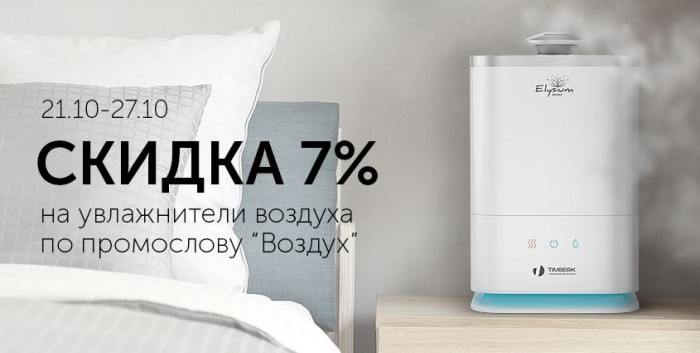 21.10-27.10
СКИДКА 7%
на увлажнители воздуха
по промослову “Воздух”
Elysium
TIMBERK